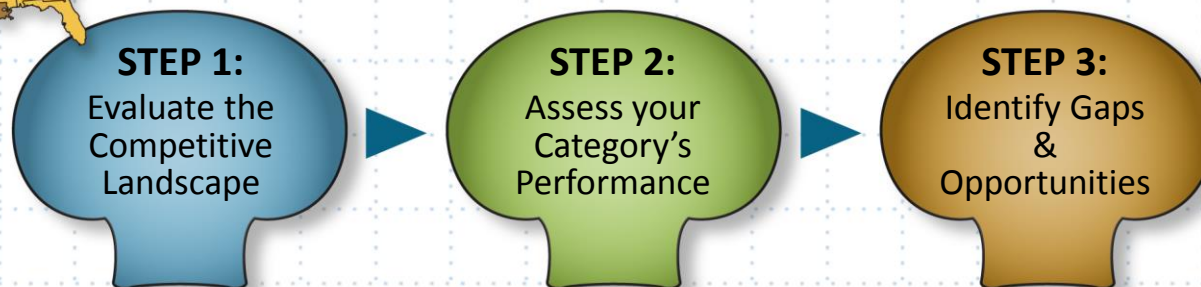 STEP 1:
Evaluate the
Competitive
Landscape
STEP 2:
Assess your
Category’s
Performance
STEP 3:
Identify Gaps
&
Opportunities